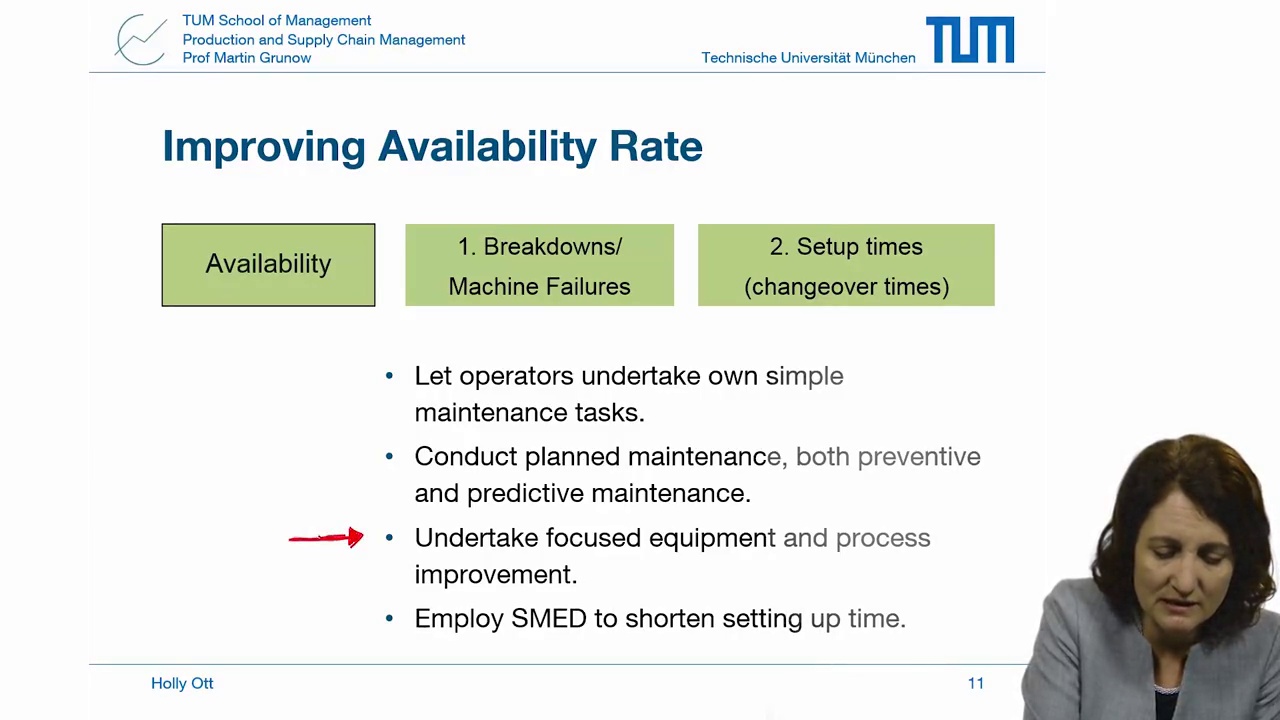 TUM School of Management
Production and Supply Chain Management
Prof Martin Grunow
Technische Universität München
TUM
Improving Availability Rate
Availability
1. Breakdowns/
Machine Failures
2. Setup times
(changeover times)
• Let operators undertake own simple
maintenance tasks.
• Conduct planned maintenance, both preventive
and predictive maintenance.
• Undertake focused equipment and process
improvement.
• Employ SMED to shorten setting up time.
Holly Ott
11